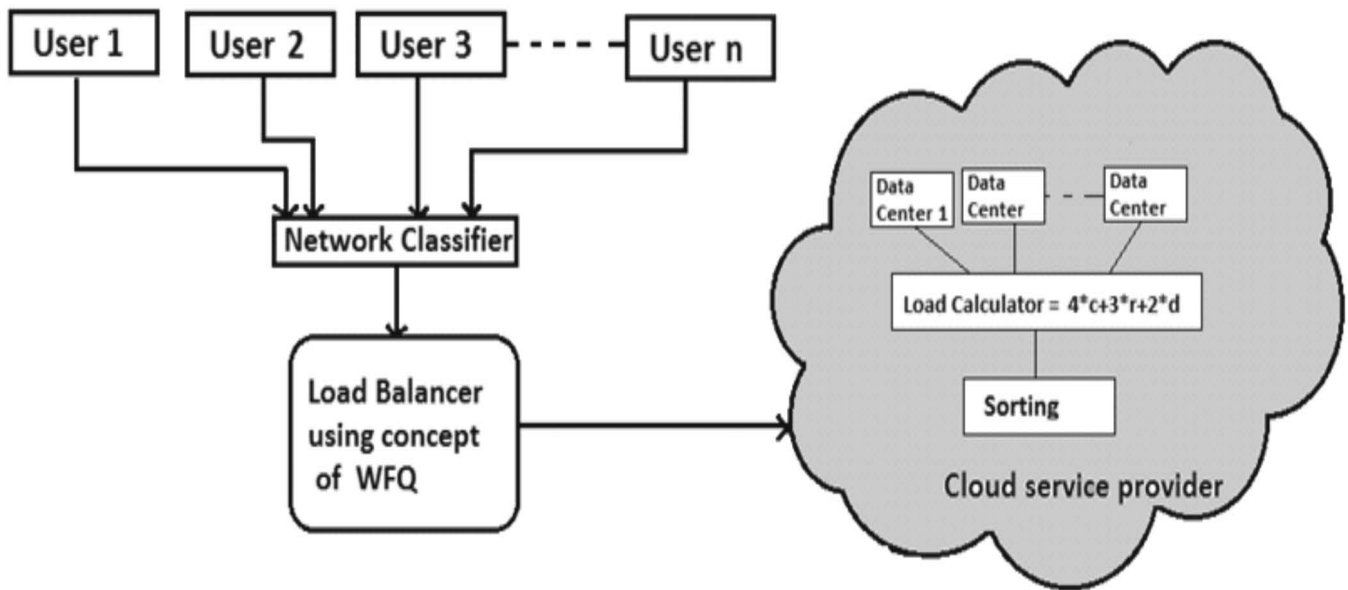 User 1
User 2
User 3
User n
Network Classifier
Load Balancer
using concept
of WFQ
Data
Center 1
Data
Center
Data
Center
Load Calculator = 4*c+3*r+2*d
Sorting
Cloud service provider